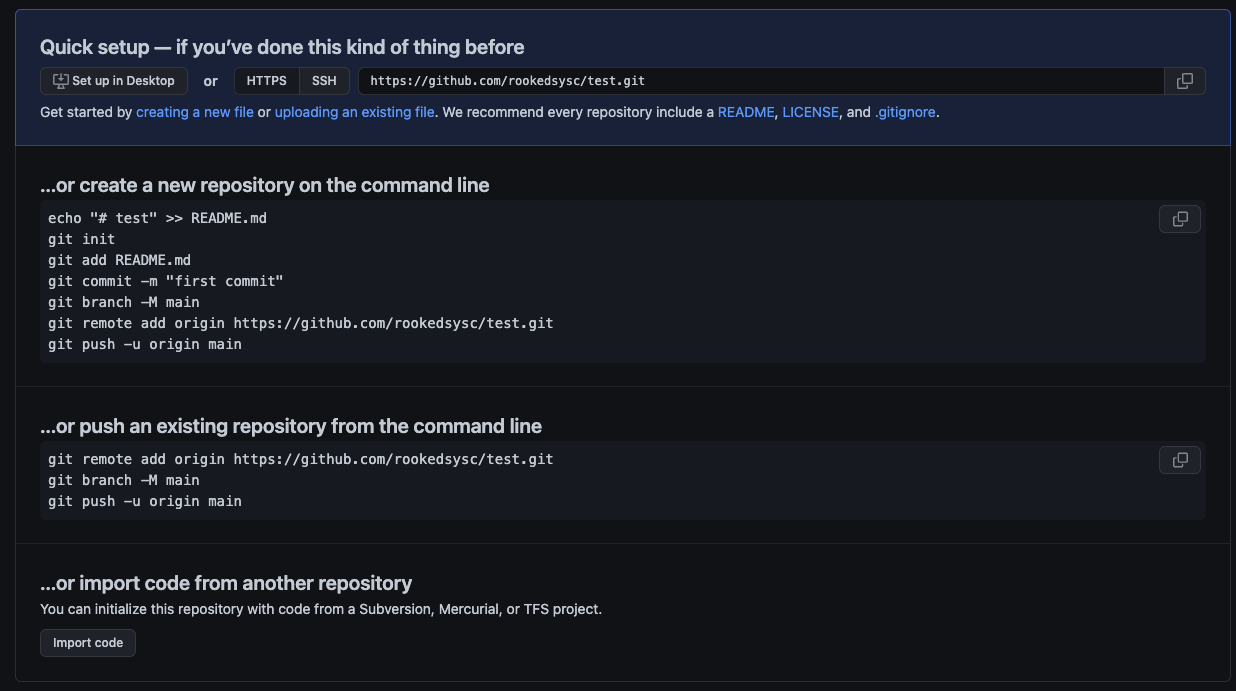 Quick setup — if you’ve done this kind of thing before
Set up in Desktop or HTTPS SSH https://github.com/rookedsysc/test.git
Get started by creating a new file or uploading an existing file. We recommend every repository include a README, LICENSE, and .gitignore.
…or create a new repository on the command line
echo "# test" >> README.md
git init
git add README.md
git commit -m "first commit"
git branch -M main
git remote add origin https://github.com/rookedsysc/test.git
git push -u origin main
…or push an existing repository from the command line
git remote add origin https://github.com/rookedsysc/test.git
git branch -M main
git push -u origin main
…or import code from another repository
You can initialize this repository with code from a Subversion, Mercurial, or TFS project.
Import code